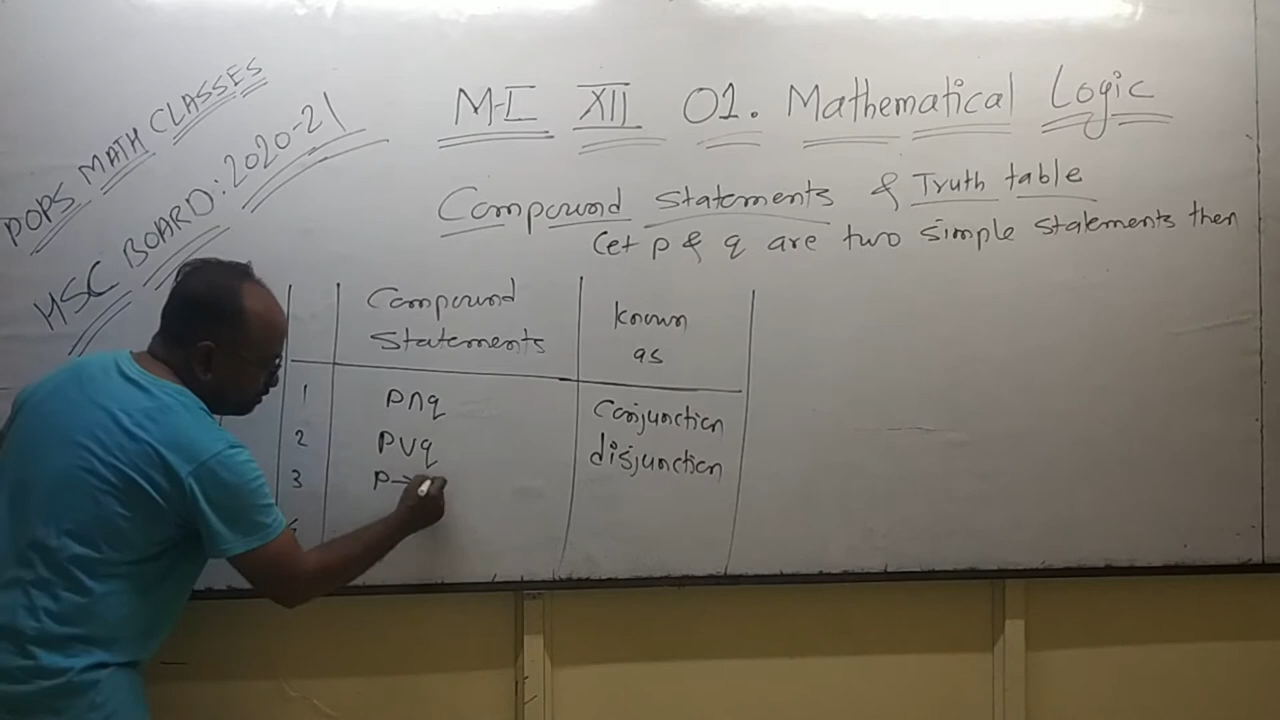 POPS MATH CLASSES
HSC BOARD: 2020-21
M-I XII 01. Mathematical Logic
Compound statements & Truth table
Let p & q are two simple statements then
Compound
Statements
known
as
1 p∧q Conjunction
2 p∨q disjunction
3 p→